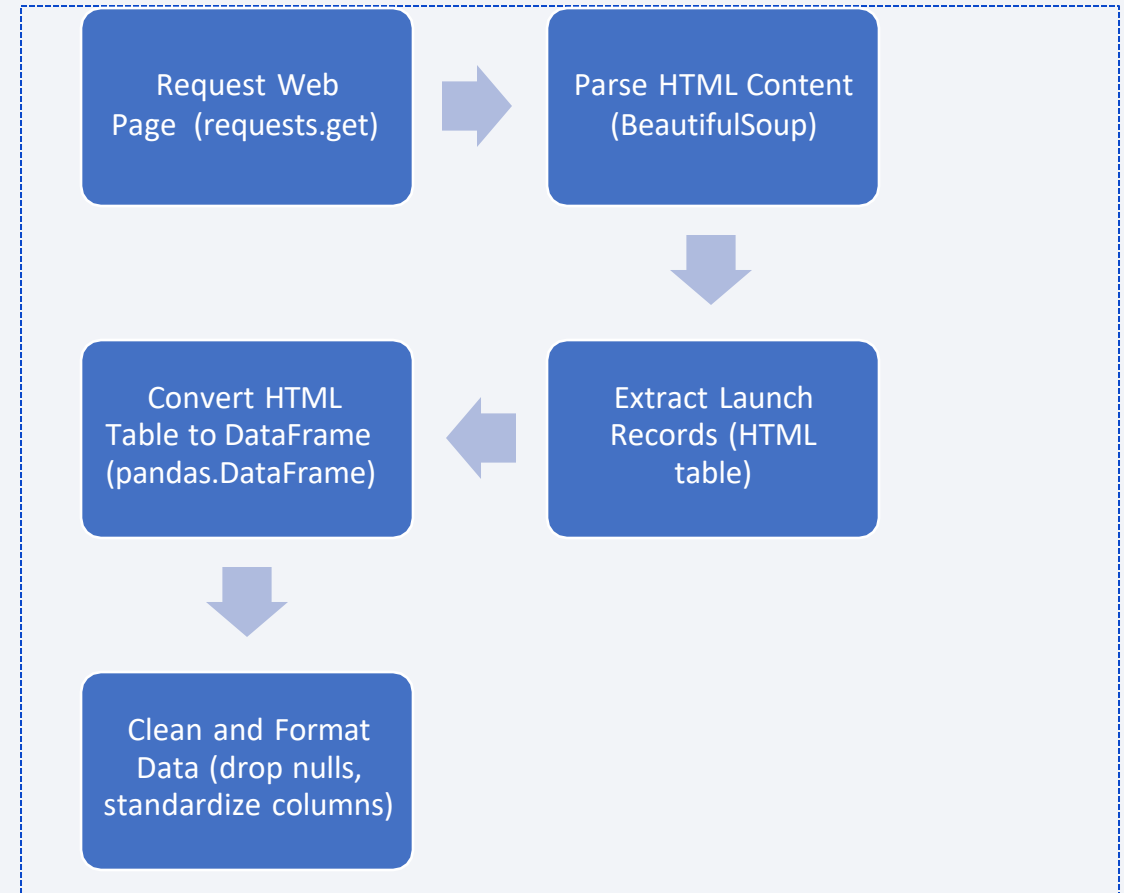 Request Web
Page (requests.get)
Parse HTML Content
(BeautifulSoup)
Extract Launch
Records (HTML
table)
Convert HTML
Table to DataFrame
(pandas.DataFrame)
Clean and Format
Data (drop nulls,
standardize columns)